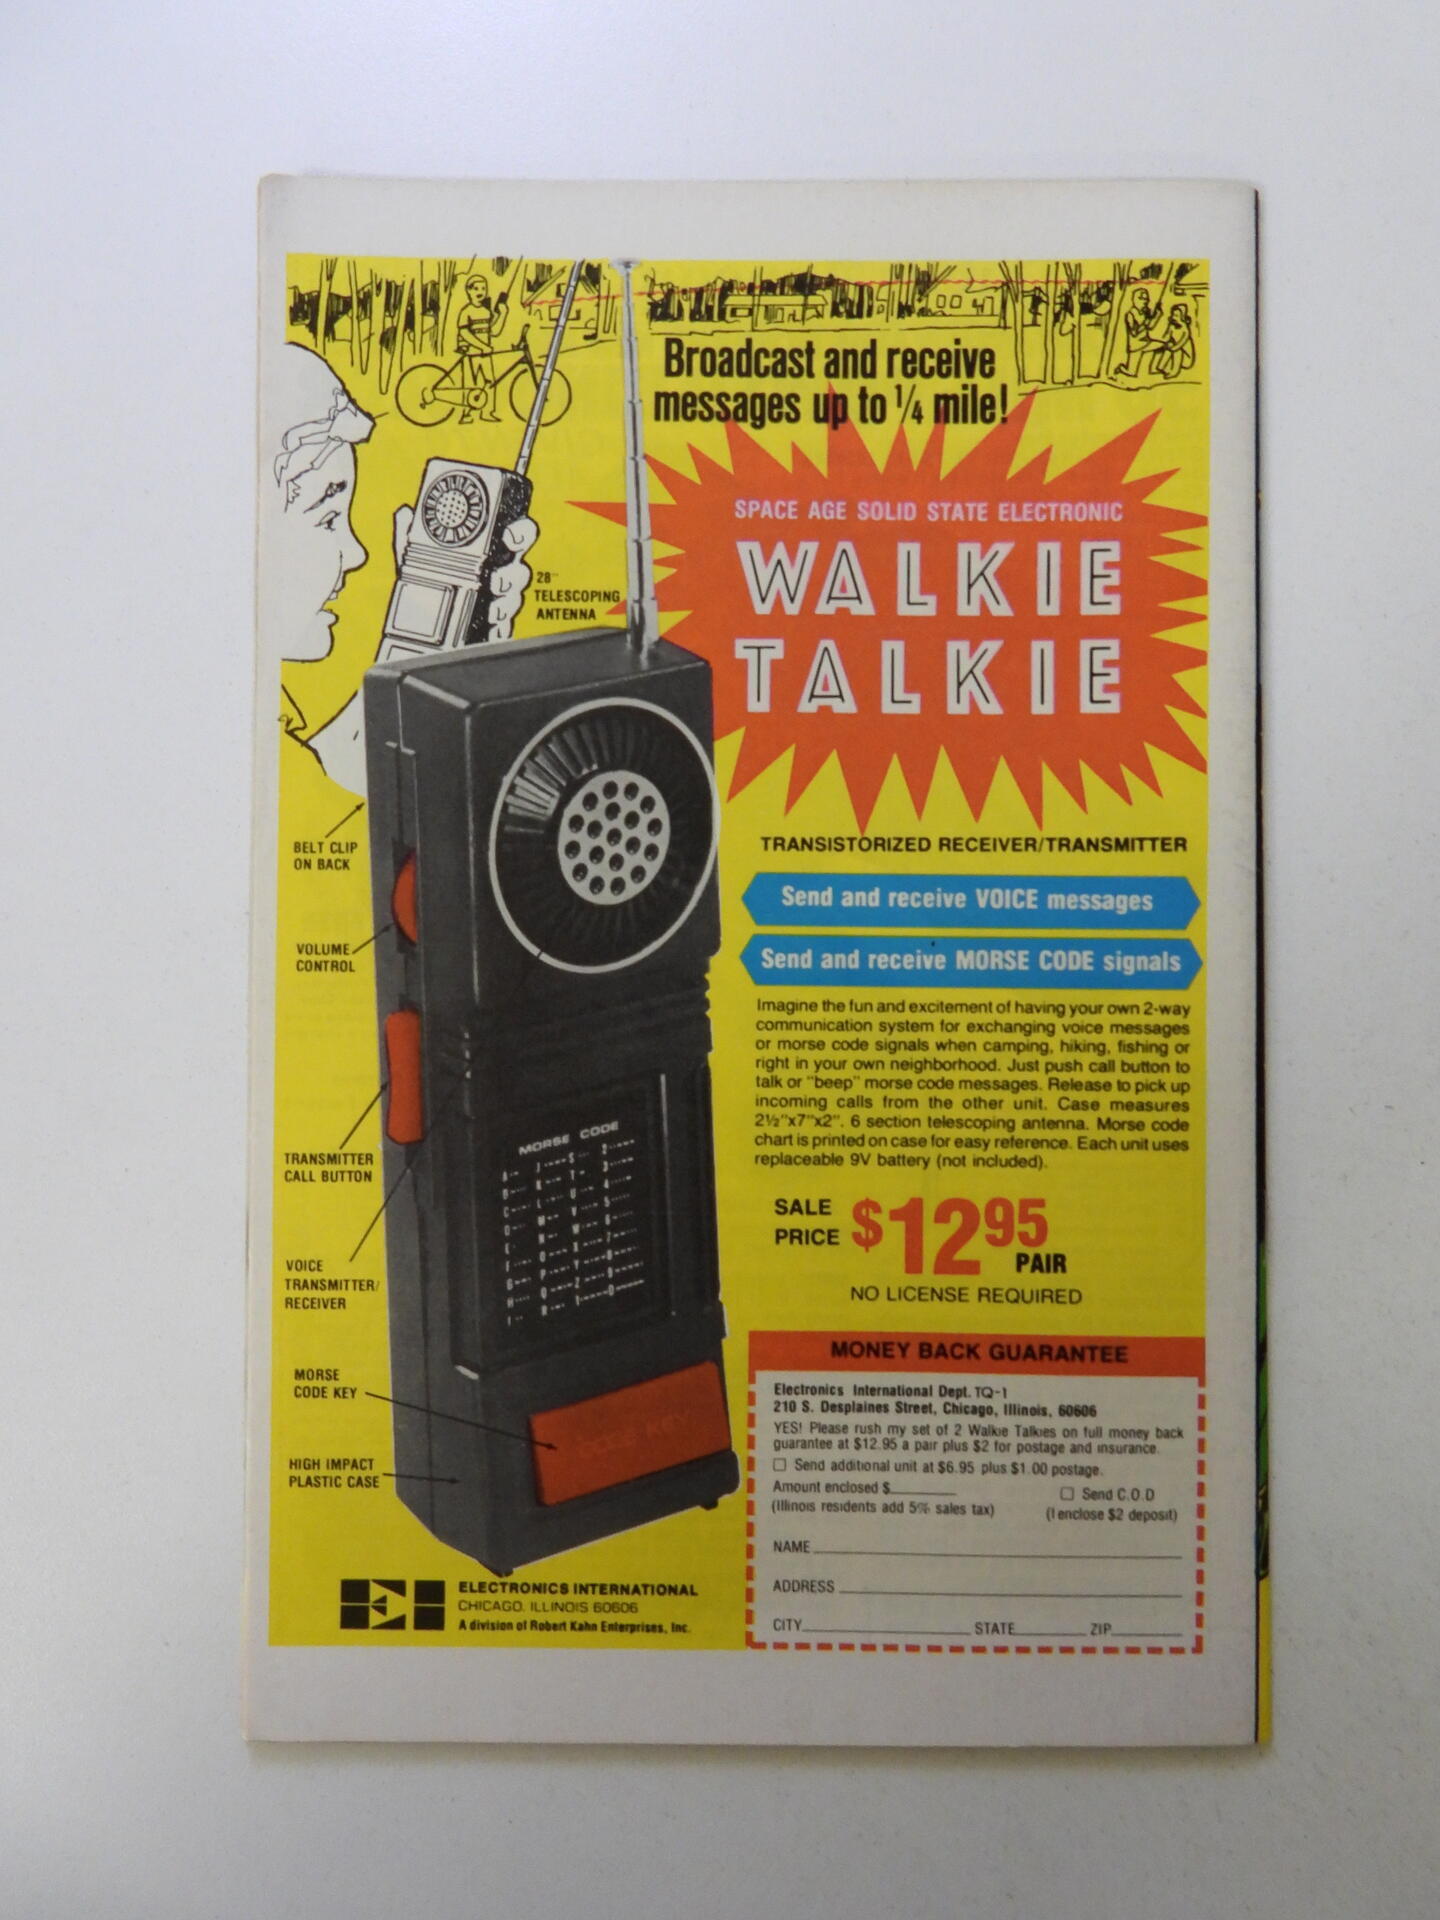 Broadcast and receive
messages up to 1/4 mile!
SPACE AGE SOLID STATE ELECTRONIC
WALKIE
TALKIE
28"
TELESCOPING
ANTENNA
BELT CLIP
ON BACK
VOLUME
CONTROL
TRANSMITTER
CALL BUTTON
VOICE
TRANSMITTER/
RECEIVER
MORSE
CODE KEY
HIGH IMPACT
PLASTIC CASE
MORSE CODE
TRANSISTORIZED RECEIVER/TRANSMITTER
Send and receive VOICE messages
Send and receive MORSE CODE signals
Imagine the fun and excitement of having your own 2-way
communication system for exchanging voice messages
or morse code signals when camping, hiking, fishing or
right in your own neighborhood. Just push call button to
talk or "beep" morse code messages. Release to pick up
incoming calls from the other unit. Case measures
2½"x7"x2". 6 section telescoping antenna. Morse code
chart is printed on case for easy reference. Each unit uses
replaceable 9V battery (not included).
SALE
PRICE $12 95
PAIR
NO LICENSE REQUIRED
MONEY BACK GUARANTEE
Electronics International Dept. TQ-1
210 S. Desplaines Street, Chicago, Illinois, 60606
YES! Please rush my set of 2 Walkie Talkies on full money back
guarantee at $12.95 a pair plus $2 for postage and insurance.
Send additional unit at $6.95 plus $1.00 postage.
Amount enclosed $ Send C.O.D
(Illinois residents add 5% sales tax) (I enclose $2 deposit)
NAME
ADDRESS
CITY STATE ZIP
ELECTRONICS INTERNATIONAL
CHICAGO, ILLINOIS 60606
A division of Robert Kahn Enterprises, Inc.